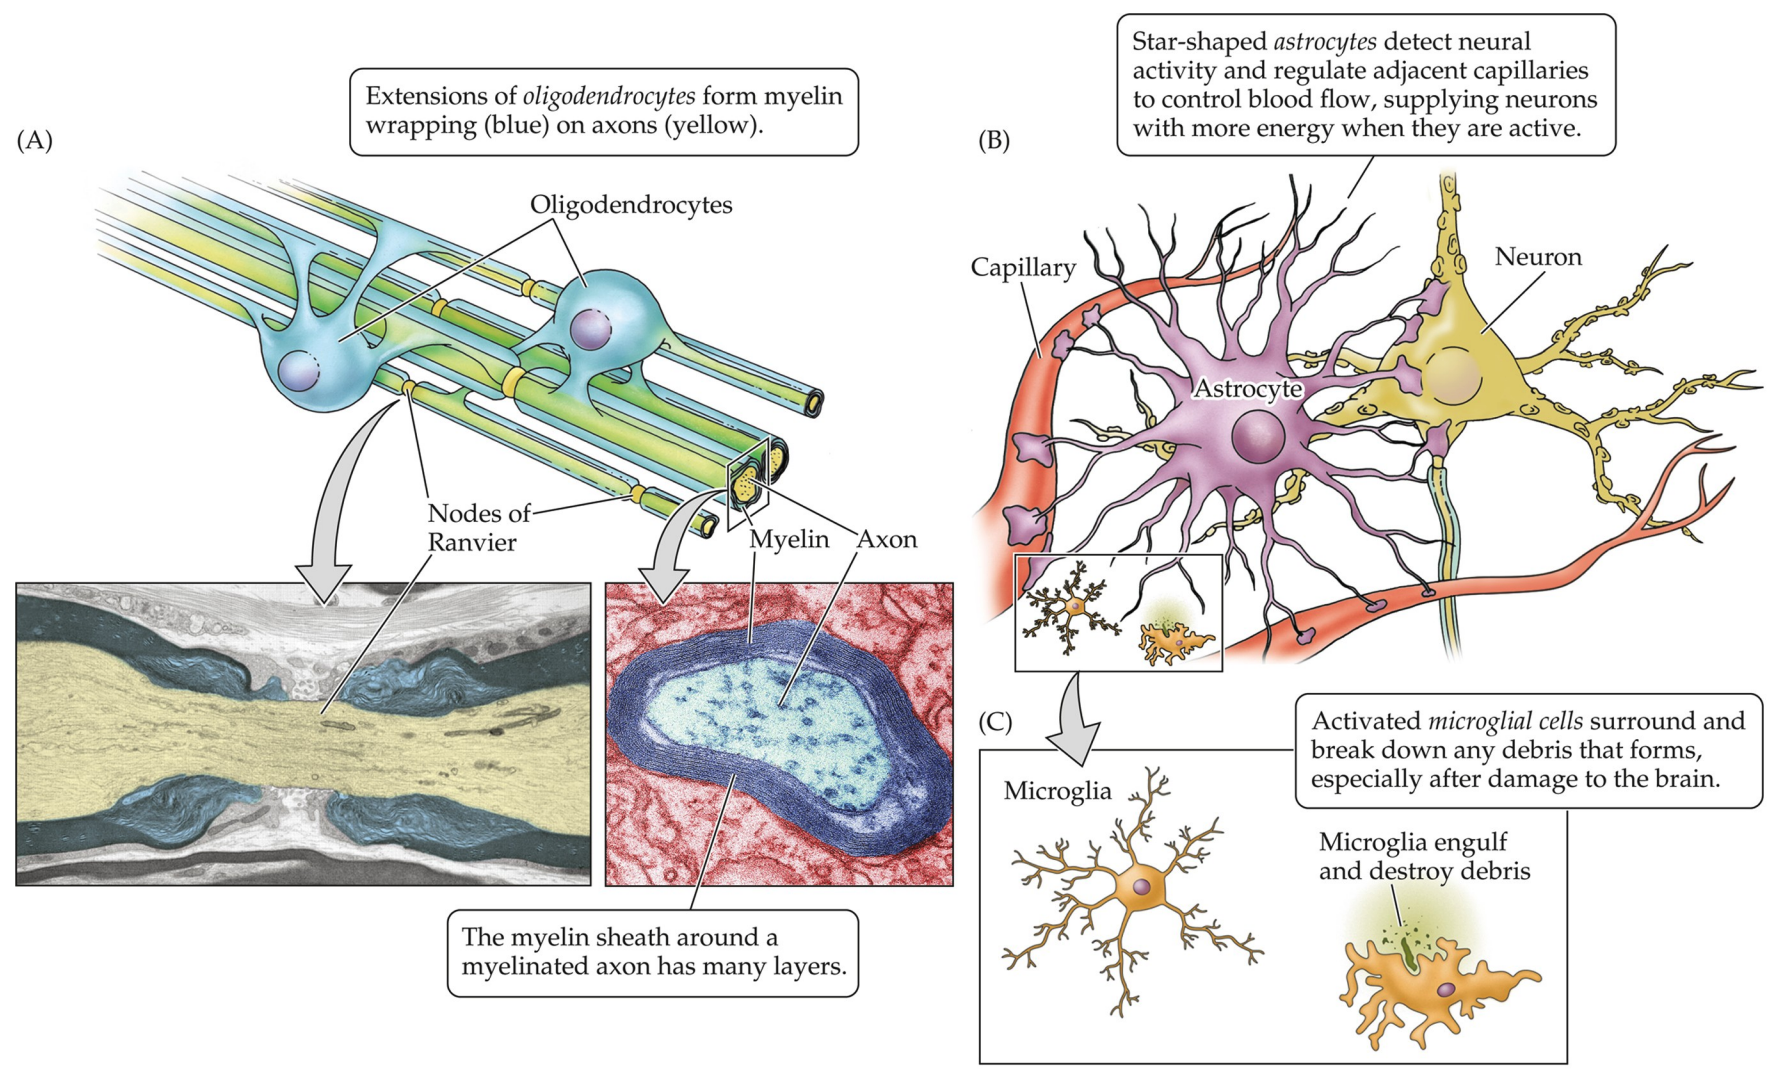 (A)
Extensions of oligodendrocytes form myelin
wrapping (blue) on axons (yellow).
Oligodendrocytes
Nodes of
Ranvier
Myelin
Axon
The myelin sheath around a
myelinated axon has many layers.
(B)
Star-shaped astrocytes detect neural
activity and regulate adjacent capillaries
to control blood flow, supplying neurons
with more energy when they are active.
Capillary
Neuron
Astrocyte
(C)
Activated microglial cells surround and
break down any debris that forms,
especially after damage to the brain.
Microglia
Microglia engulf
and destroy debris